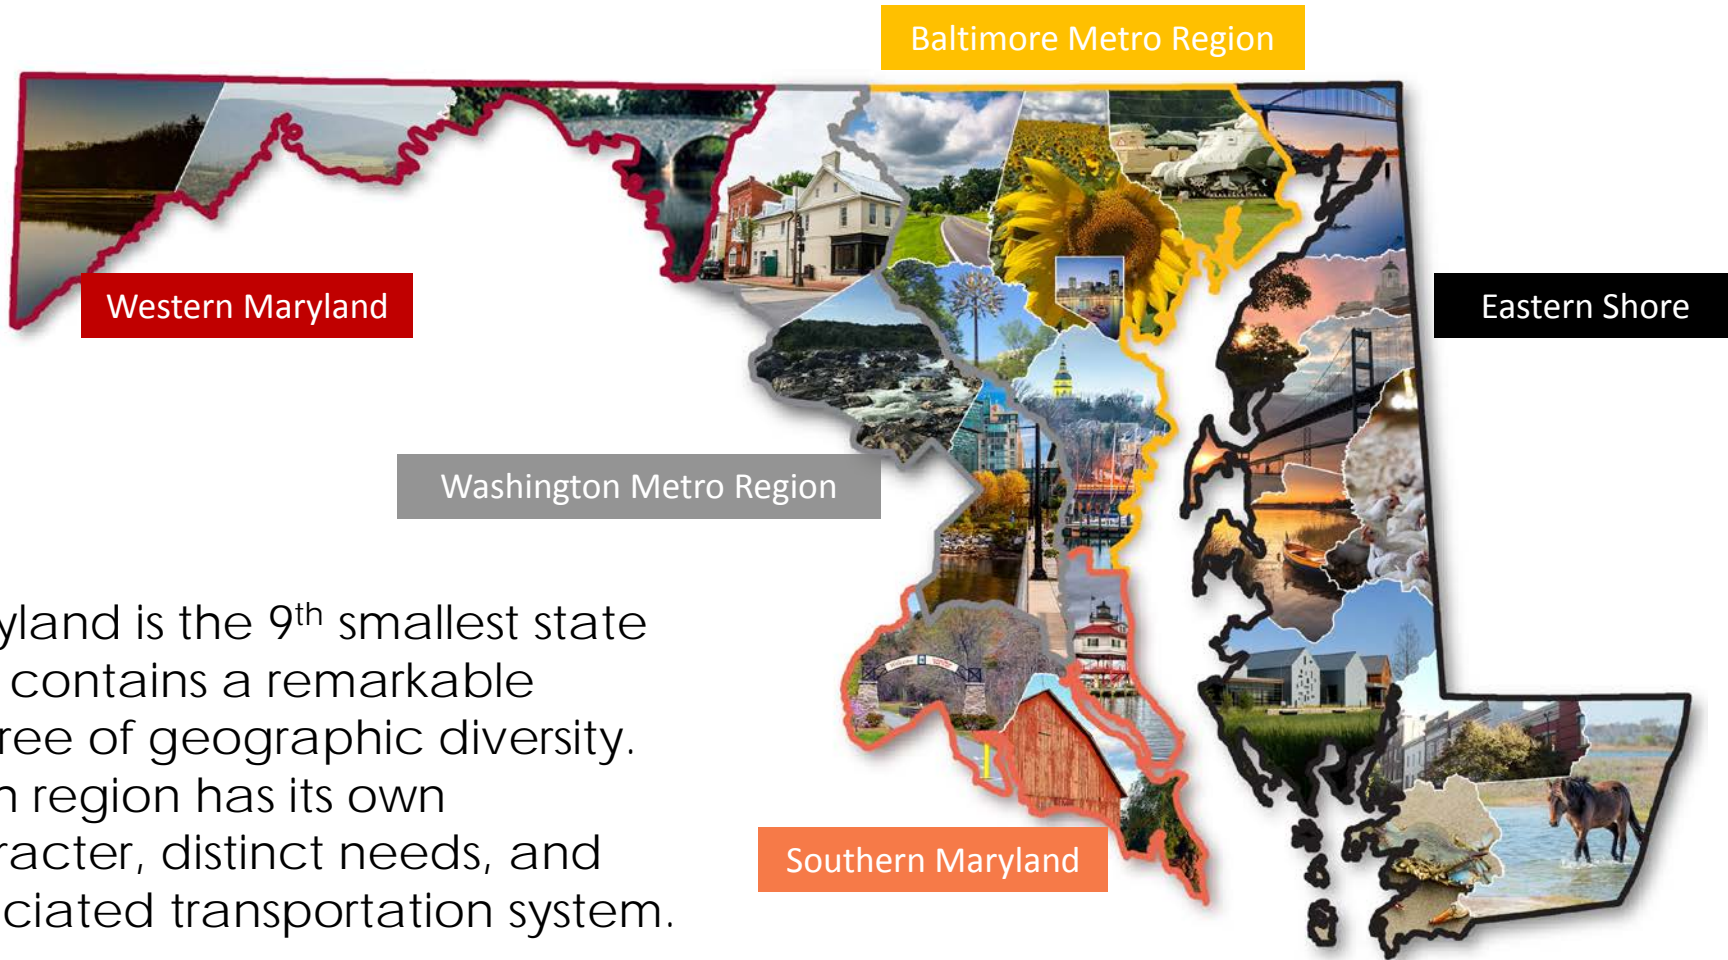 Baltimore Metro Region
Western Maryland
Eastern Shore
Washington Metro Region
yland is the 9th smallest state
contains a remarkable
ree of geographic diversity.
n region has its own
racter, distinct needs, and
ciated transportation system.
Southern Maryland